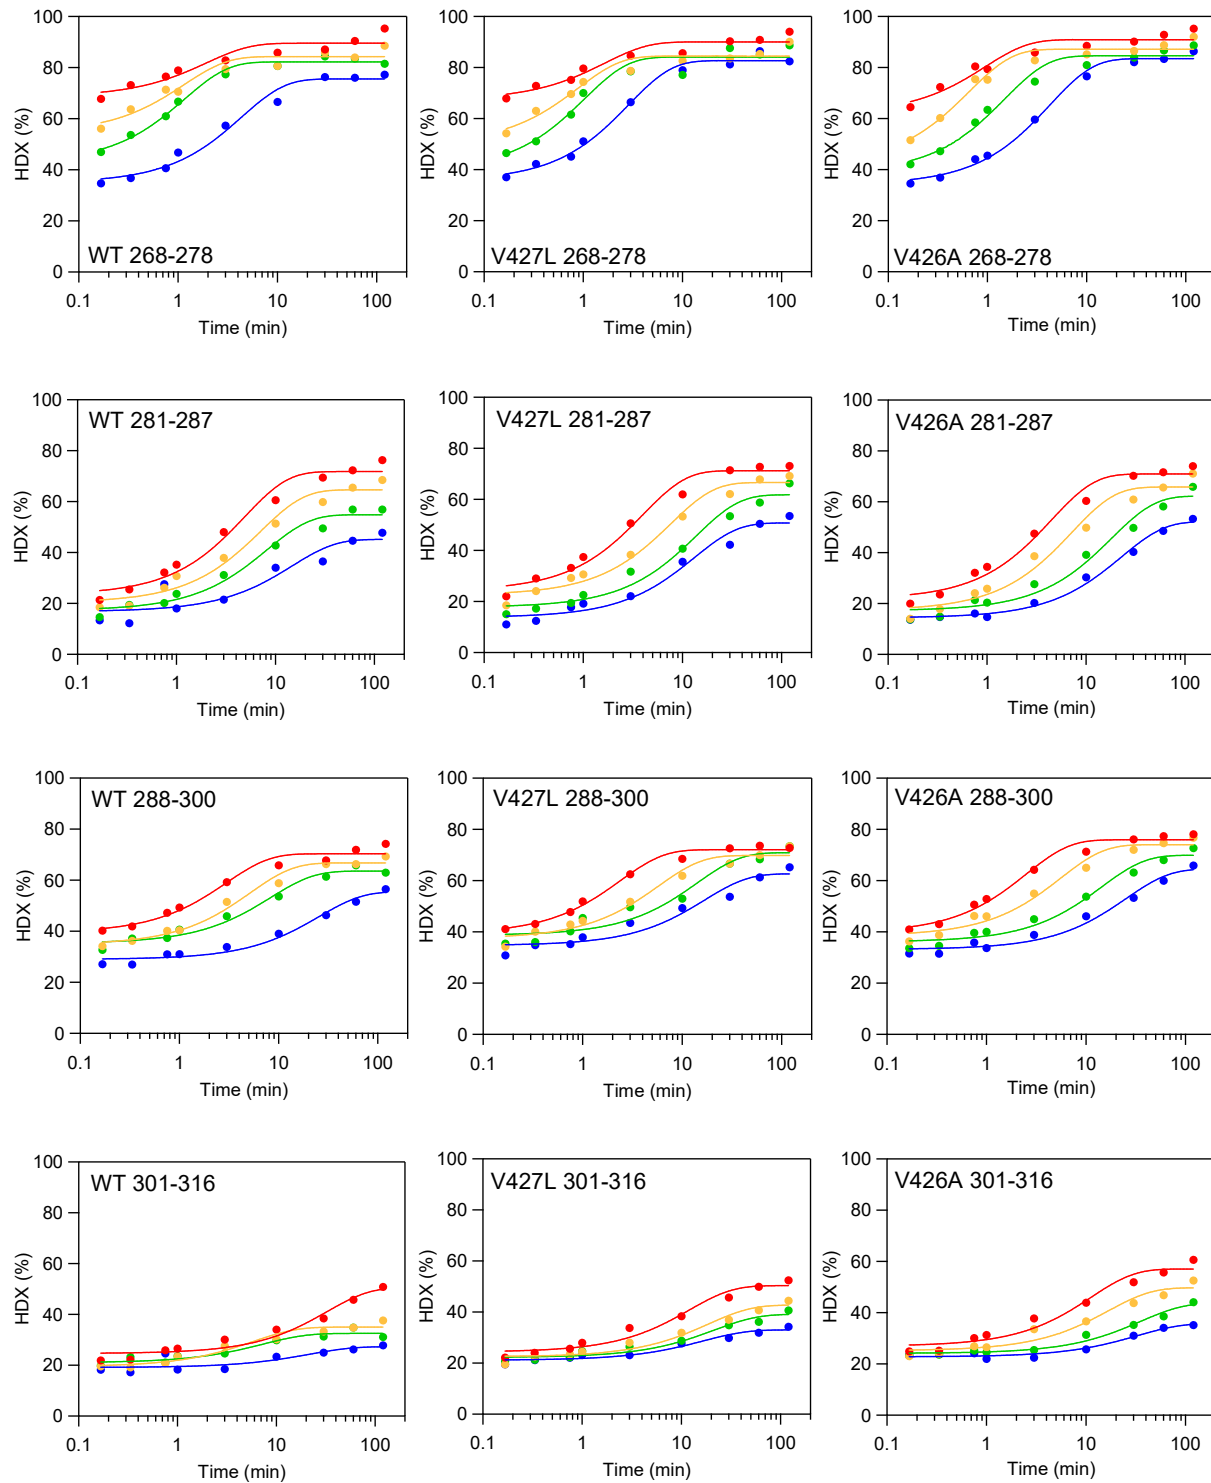 100
80
60
40
20
0
HDX (%)
WT 268-278
0.1 1 10 100
Time (min)
100
80
60
40
20
0
HDX (%)
V427L 268-278
0.1 1 10 100
Time (min)
100
80
60
40
20
0
HDX (%)
V426A 268-278
0.1 1 10 100
Time (min)
100
80
60
40
20
0
HDX (%)
WT 281-287
0.1 1 10 100
Time (min)
100
80
60
40
20
0
HDX (%)
V427L 281-287
0.1 1 10 100
Time (min)
100
80
60
40
20
0
HDX (%)
V426A 281-287
0.1 1 10 100
Time (min)
100
80
60
40
20
0
HDX (%)
WT 288-300
0.1 1 10 100
Time (min)
100
80
60
40
20
0
HDX (%)
V427L 288-300
0.1 1 10 100
Time (min)
100
80
60
40
20
0
HDX (%)
V426A 288-300
0.1 1 10 100
Time (min)
100
80
60
40
20
0
HDX (%)
WT 301-316
0.1 1 10 100
Time (min)
100
80
60
40
20
0
HDX (%)
V427L 301-316
0.1 1 10 100
Time (min)
100
80
60
40
20
0
HDX (%)
V426A 301-316
0.1 1 10 100
Time (min)